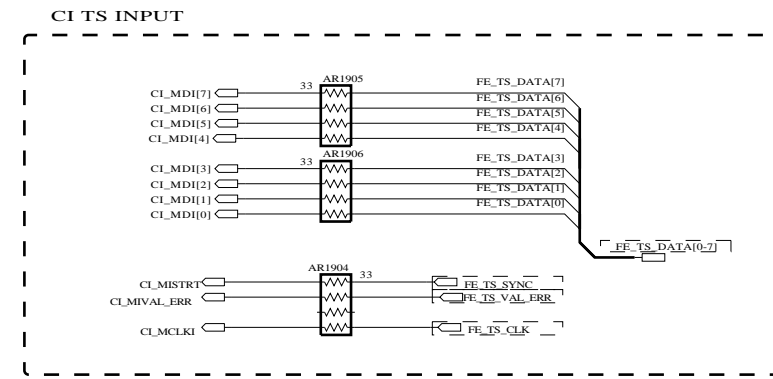 CI TS INPUT
AR1905
33
FE_TS_DATA[7]
CI_MDI[7]
FE_TS_DATA[6]
CI_MDI[6]
FE_TS_DATA[5]
CI_MDI[5]
FE_TS_DATA[4]
CI_MDI[4]
AR1906
33
FE_TS_DATA[3]
CI_MDI[3]
FE_TS_DATA[2]
CI_MDI[2]
FE_TS_DATA[1]
CI_MDI[1]
FE_TS_DATA[0]
CI_MDI[0]
FE_TS_DATA[0-7]
AR1904
33
CI_MISTRT
FE_TS_SYNC
CI_MIVAL_ERR
FE_TS_VAL_ERR
CI_MCLKI
FE_TS_CLK